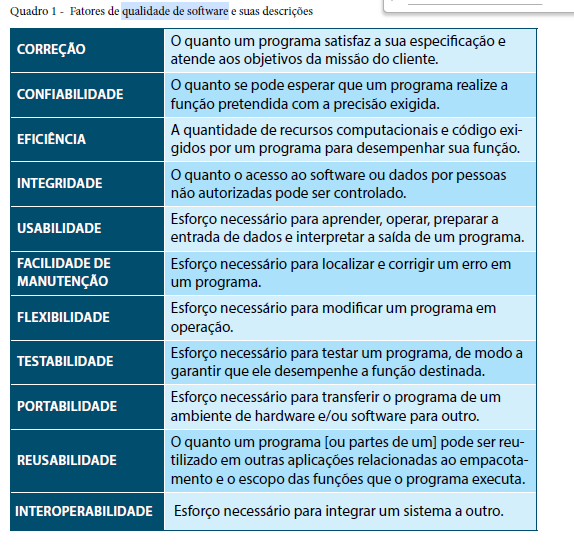 Quadro 1 - Fatores de qualidade de software e suas descrições
CORREÇÃO
O quanto um programa satisfaz a sua especificação e
atende aos objetivos da missão do cliente.
CONFIABILIDADE
O quanto se pode esperar que um programa realize a
função pretendida com a precisão exigida.
EFICIÊNCIA
A quantidade de recursos computacionais e código exi-
gidos por um programa para desempenhar sua função.
INTEGRIDADE
O quanto o acesso ao software ou dados por pessoas
não autorizadas pode ser controlado.
USABILIDADE
Esforço necessário para aprender, operar, preparar a
entrada de dados e interpretar a saída de um programa.
FACILIDADE DE
MANUTENÇÃO
Esforço necessário para localizar e corrigir um erro em
um programa.
FLEXIBILIDADE
Esforço necessário para modificar um programa em
operação.
TESTABILIDADE
Esforço necessário para testar um programa, de modo a
garantir que ele desempenhe a função destinada.
PORTABILIDADE
Esforço necessário para transferir o programa de um
ambiente de hardware e/ou software para outro.
REUSABILIDADE
O quanto um programa [ou partes de um] pode ser reu-
tilizado em outras aplicações relacionadas ao empacota-
mento e o escopo das funções que o programa executa.
INTEROPERABILIDADE
Esforço necessário para integrar um sistema a outro.